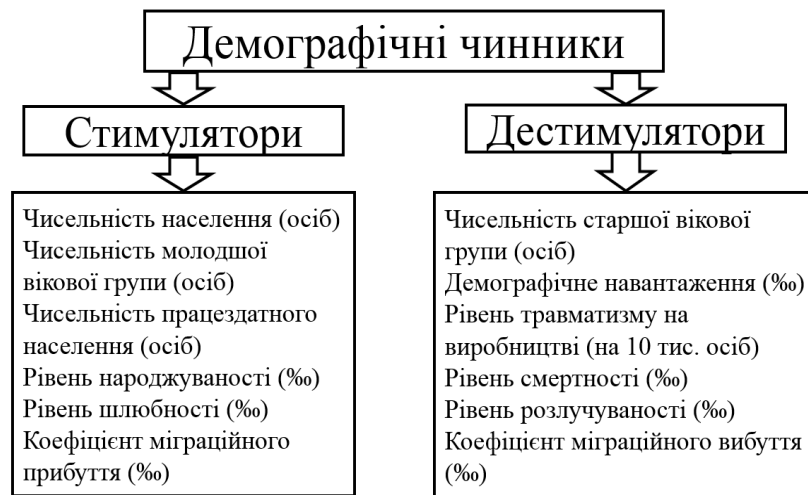 Демографічні чинники
Стимулятори
Дестимулятори
Чисельність населення (осіб)
Чисельність молодшої
вікової групи (осіб)
Чисельність працездатного
населення (осіб)
Рівень народжуваності (‰)
Рівень шлюбності (‰)
Коефіцієнт міграційного
прибуття (‰)
Чисельність старшої вікової
групи (осіб)
Демографічне навантаження (‰)
Рівень травматизму на
виробництві (на 10 тис. осіб)
Рівень смертності (‰)
Рівень розлучуваності (‰)
Коефіцієнт міграційного вибуття
(‰)